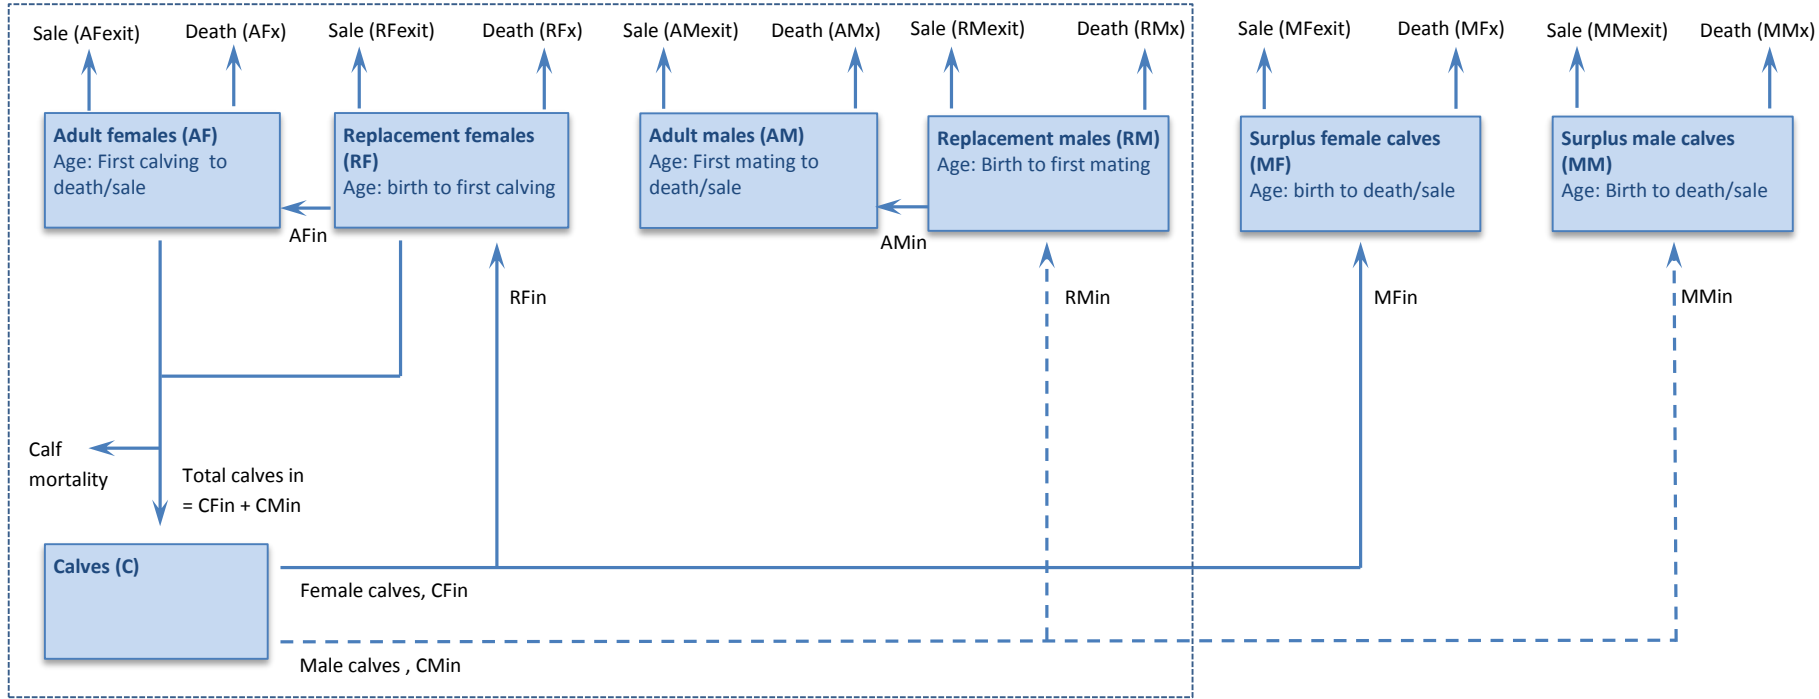 Sale (AFexit)
Death (AFx)
Sale (RFexit)
Death (RFx)
Sale (AMexit)
Death (AMx)
Sale (RMexit)
Death (RMx)
Sale (MFexit)
Death (MFx)
Sale (MMexit)
Death (MMx)
Adult females (AF)
Age: First calving to
death/sale
Replacement females
(RF)
Age: birth to first calving
Adult males (AM)
Age: First mating to
death/sale
Replacement males (RM)
Age: Birth to first mating
Surplus female calves
(MF)
Age: birth to death/sale
Surplus male calves
(MM)
Age: Birth to death/sale
AFin
AMin
RFin
RMin
MFin
MMin
Calf
mortality
Total calves in
= CFin + CMin
Calves (C)
Female calves, CFin
Male calves , CMin